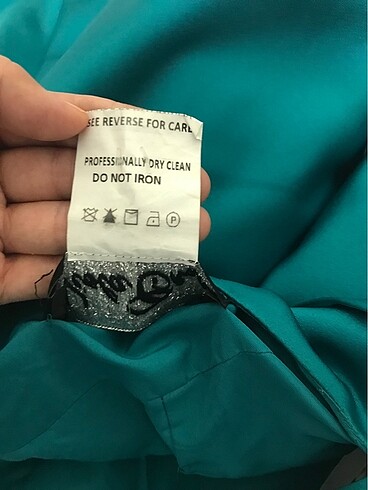 SEE REVERSE FOR CARE
PROFESSIONALLY DRY CLEAN
DO NOT IRON
P